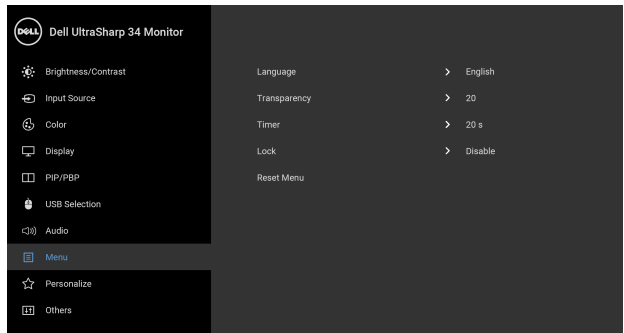 DELL Dell UltraSharp 34 Monitor
Brightness/Contrast
Input Source
Color
Display
PIP/PBP
USB Selection
Audio
Menu
Personalize
Others
Language > English
Transparency > 20
Timer > 20 s
Lock > Disable
Reset Menu